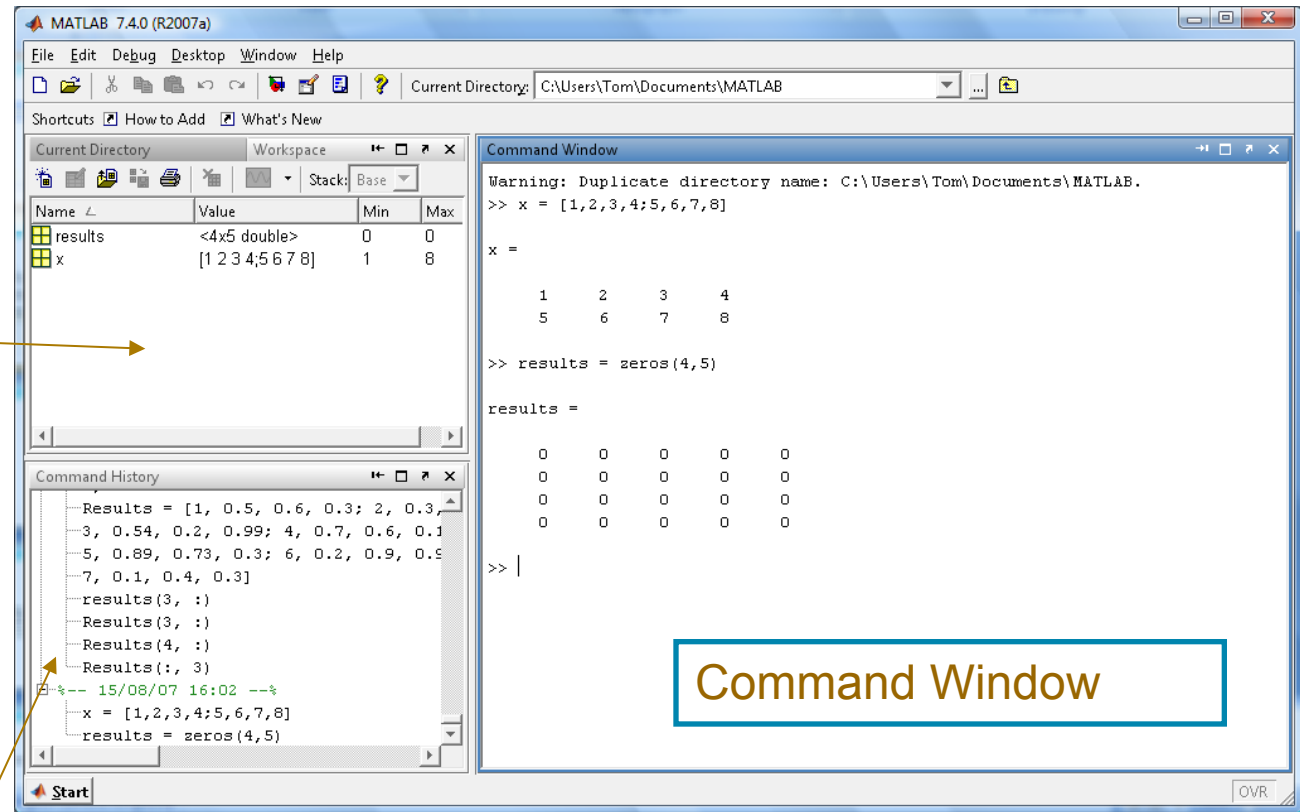 MATLAB 7.4.0 (R2007a)
File Edit Debug Desktop Window Help
Current Directory: C:\Users\Tom\Documents\MATLAB ...
Shortcuts How to Add What's New
Current Directory Workspace
Stack: Base
Name Value Min Max
results <4x5 double> 0 0
x [1 2 3 4;5 6 7 8] 1 8
Command History
Results = [1, 0.5, 0.6, 0.3; 2, 0.3,
3, 0.54, 0.2, 0.99; 4, 0.7, 0.6, 0.1
5, 0.89, 0.73, 0.3; 6, 0.2, 0.9, 0.9
7, 0.1, 0.4, 0.3]
results(3, :)
Results(3, :)
Results(4, :)
Results(:, 3)
%-- 15/08/07 16:02 --%
x = [1,2,3,4;5,6,7,8]
results = zeros(4,5)
Command Window
Warning: Duplicate directory name: C:\Users\Tom\Documents\MATLAB.
>> x = [1,2,3,4;5,6,7,8]
x =
1 2 3 4
5 6 7 8
>> results = zeros(4,5)
results =
0 0 0 0 0
0 0 0 0 0
0 0 0 0 0
0 0 0 0 0
>>
Command Window
Start
OVR